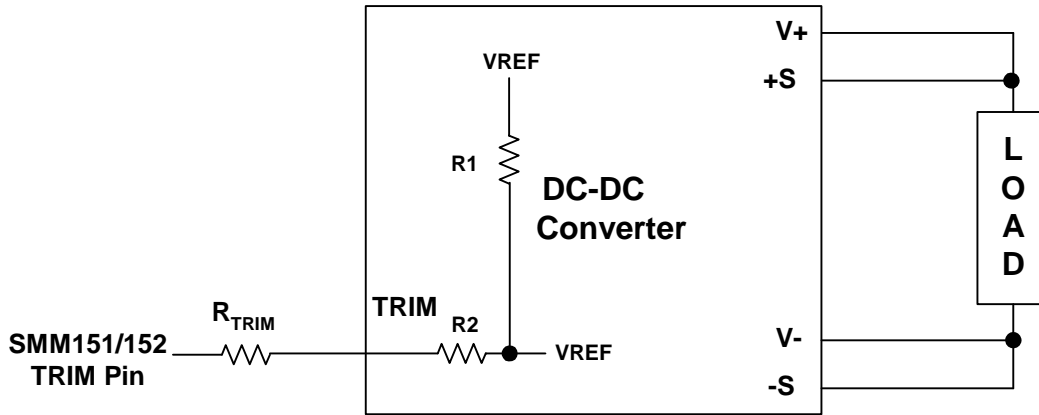 V+
VREF
+S
R1
L
O
A
D
DC-DC
Converter
R_TRIM
TRIM
R2
SMM151/152
TRIM Pin
VREF
V-
-S